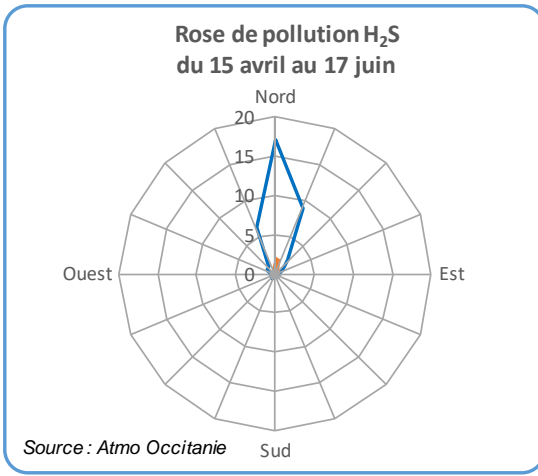 Rose de pollution H₂S
du 15 avril au 17 juin
Nord
20
15
10
5
Ouest
0
Est
Source : Atmo Occitanie
Sud